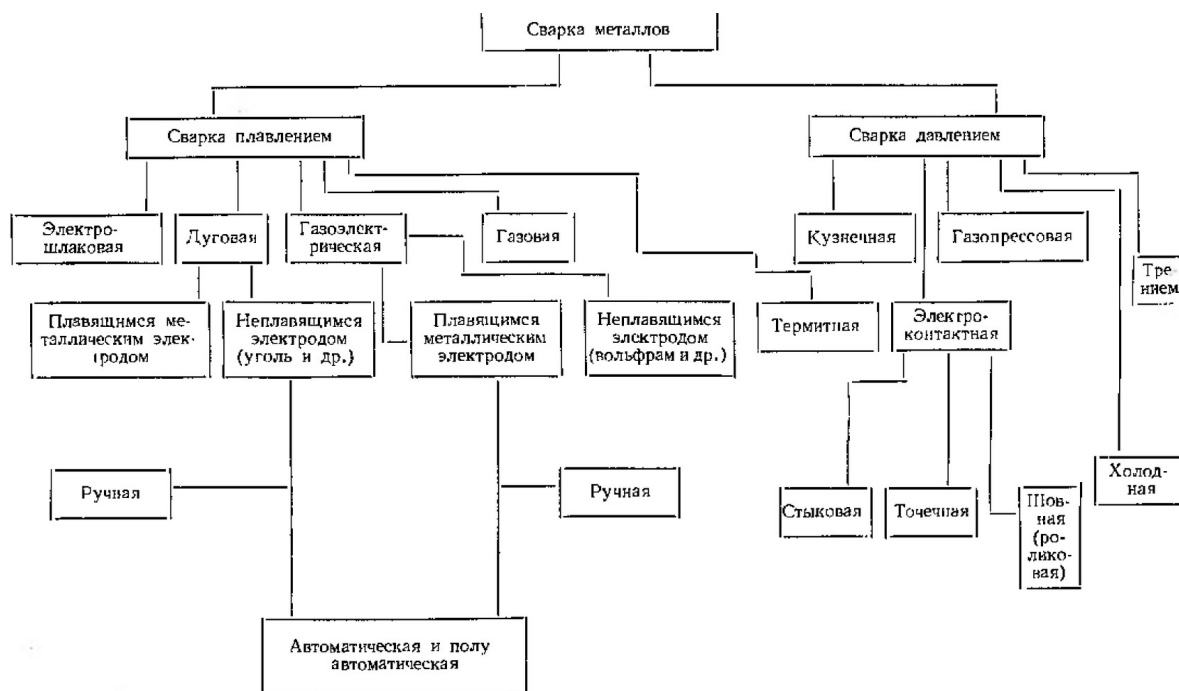 Сварка металлов
Сварка плавлением
Сварка давлением
Электро-
шлаковая
Дуговая
Газоэлект-
рическая
Газовая
Кузнечная
Газопрессовая
Тре-
нием
Плавящимся ме-
таллическим элек-
тродом
Неплавящимся
электродом
(уголь и др.)
Плавящимся
металлическим
электродом
Неплавящимся
электродом
(вольфрам и др.)
Термитная
Электро-
контактная
Ручная
Ручная
Стыковая
Точечная
Шов-
ная
(ро-
лико-
вая)
Холод-
ная
Автоматическая и полу
автоматическая